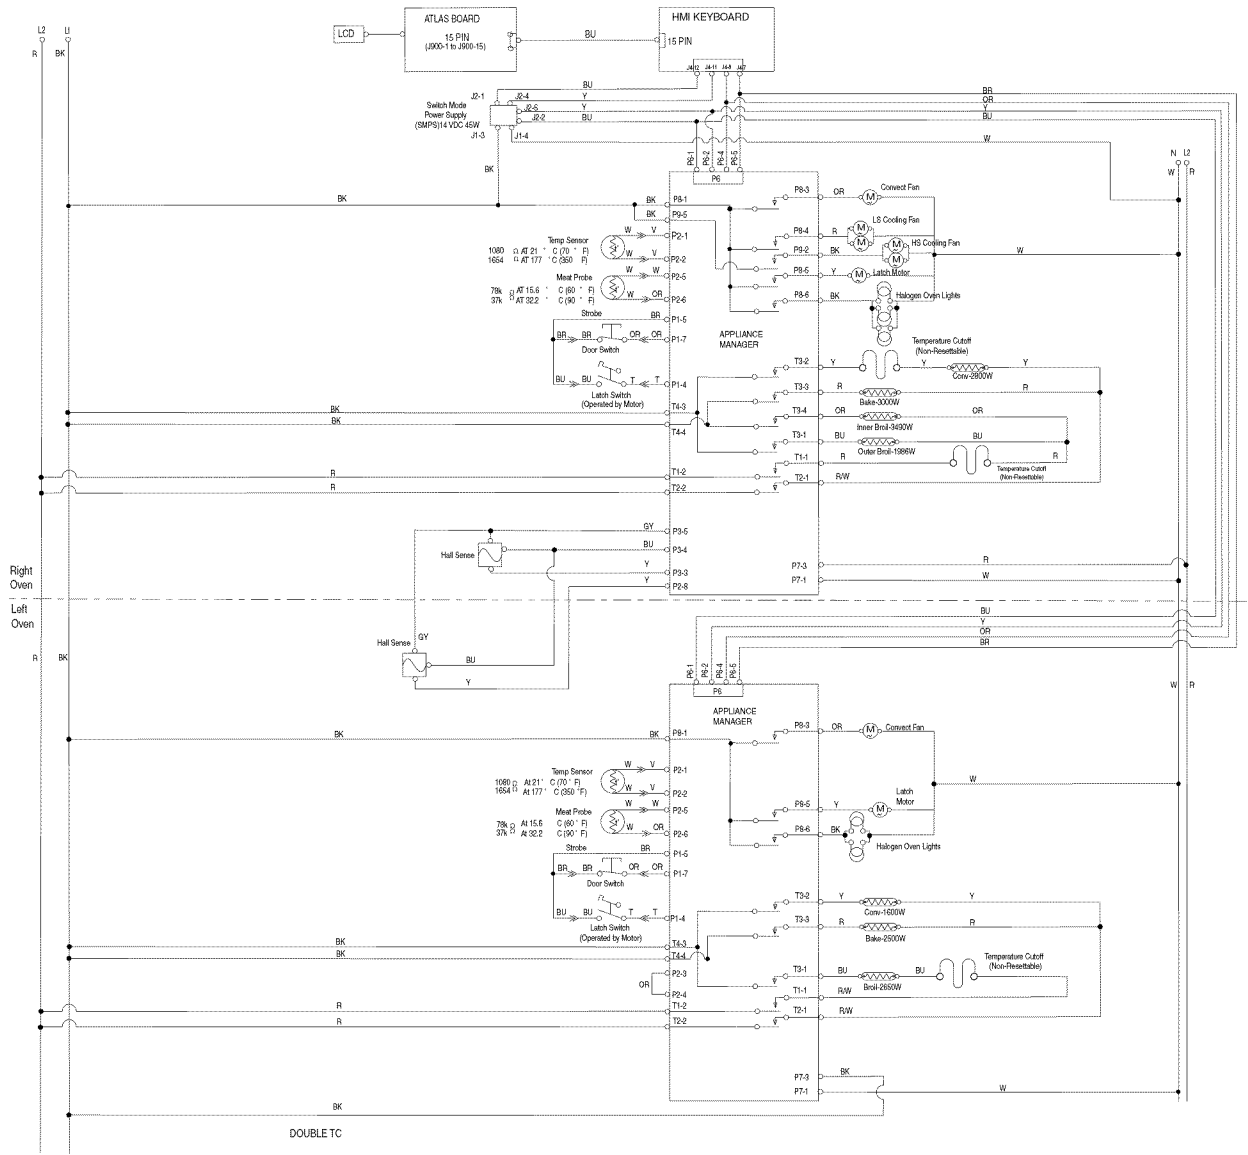 L2 L1
R BK
LCD
ATLAS BOARD
15 PIN
(J900-1 to J900-15)
BU
HMI KEYBOARD
15 PIN
J4-12 J4-11 J4-8 J4-7
J2-1 J2-4 BU
Y
Switch Mode
Power Supply
(SMPS)14 VDC 45W
J2-5 Y
J2-2 BU
J1-3 J1-4
BK
BR
OR
Y
BU
W
N L2
W R
P6-1 P6-2 P6-4 P6-5
P6
BK BK P8-1
BK P9-5
P8-3 OR M Convect Fan
Temp Sensor
1080 Ω AT 21 ° C (70 ° F)
1654 Ω AT 177 ° C (350 F)
W V P2-1
W V P2-2
P8-4 R M M LS Cooling Fan
P9-2 BK M M HS Cooling Fan
W
Meat Probe
78k Ω AT 15.6 ° C (60 ° F)
37k Ω AT 32.2 ° C (90 ° F)
W W P2-5
W OR P2-6
P8-5 Y M Latch Motor
P8-6 BK Halogen Oven Lights
Strobe BR P1-5
BR BR OR OR P1-7
Door Switch
BU BU T T P1-4
Latch Switch
(Operated by Motor)
APPLIANCE
MANAGER
Temperature Cutoff
(Non-Resettable)
T3-2 Y Y Y
Conv-2800W
T3-3 R R
Bake-3000W
BK T4-3
BK T4-4
T3-4 OR OR
Inner Broil-3490W
T3-1 BU BU
Outer Broil-1986W
T1-1 R R
Temperature Cutoff
(Non-Resettable)
R T1-2
T2-1 R/W
R T2-2
GY P3-5
Hall Sense BU P3-4
Y P3-3
Y P2-8
P7-3 R
P7-1 W
Right
Oven
Left
Oven
BU
Y
OR
BR
Hall Sense GY
BU
Y
R BK
W R
P6-1 P6-2 P6-4 P6-5
P6
APPLIANCE
MANAGER
BK BK P8-1
P8-3 OR M Convect Fan
Temp Sensor
1080 Ω At 21 ° C (70 ° F)
1654 Ω At 177 ° C (350 °F)
W V P2-1
W V P2-2
W
Meat Probe
78k Ω At 15.6 C (60 ° F)
37k Ω At 32.2 C (90 ° F)
W W P2-5
W OR P2-6
Latch
Motor
P8-5 Y M
P8-6 BK
Halogen Oven Lights
Strobe BR P1-5
BR BR OR OR P1-7
Door Switch
BU BU T T P1-4
Latch Switch
(Operated by Motor)
T3-2 Y Y
Conv-1600W
T3-3 R R
Bake-2500W
BK T4-3
BK T4-4
OR P2-3
P2-4
Temperature Cutoff
(Non-Resettable)
T3-1 BU BU
Broil-2650W
T1-1 R/W
R T1-2
T2-1 R/W
R T2-2
P7-3 BK
P7-1 W
BK
DOUBLE TC